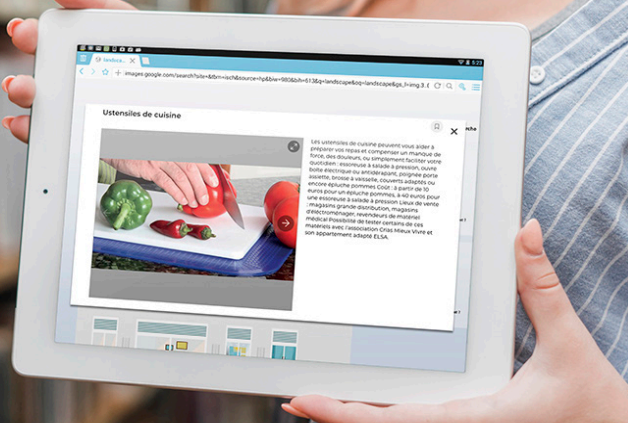 5:23
landsca...
images.google.com/search?site=&tbm=isch&source=hp&biw=980&bih=613&q=landscape&oq=landscape&gs_l=img.3.
Ustensiles de cuisine
Les ustensiles de cuisine peuvent vous aider à
préparer vos repas et compenser un manque de
force, des douleurs, ou simplement faciliter votre
quotidien : essoreuse à salade à pression, ouvre
boite électrique ou antidérapant, poignée porte
assiette, brosse à vaisselle, couverts adaptés ou
encore épluche pommes Coût : à partir de 10
euros pour un épluche pommes, à 40 euros pour
une essoreuse à salade à pression Lieux de vente
: magasins grande distribution, magasins
d'électroménager, revendeurs de matériel
médical Possibilité de tester certains de ces
matériels avec l'association Crias Mieux Vivre et
son appartement adapté ELSA.